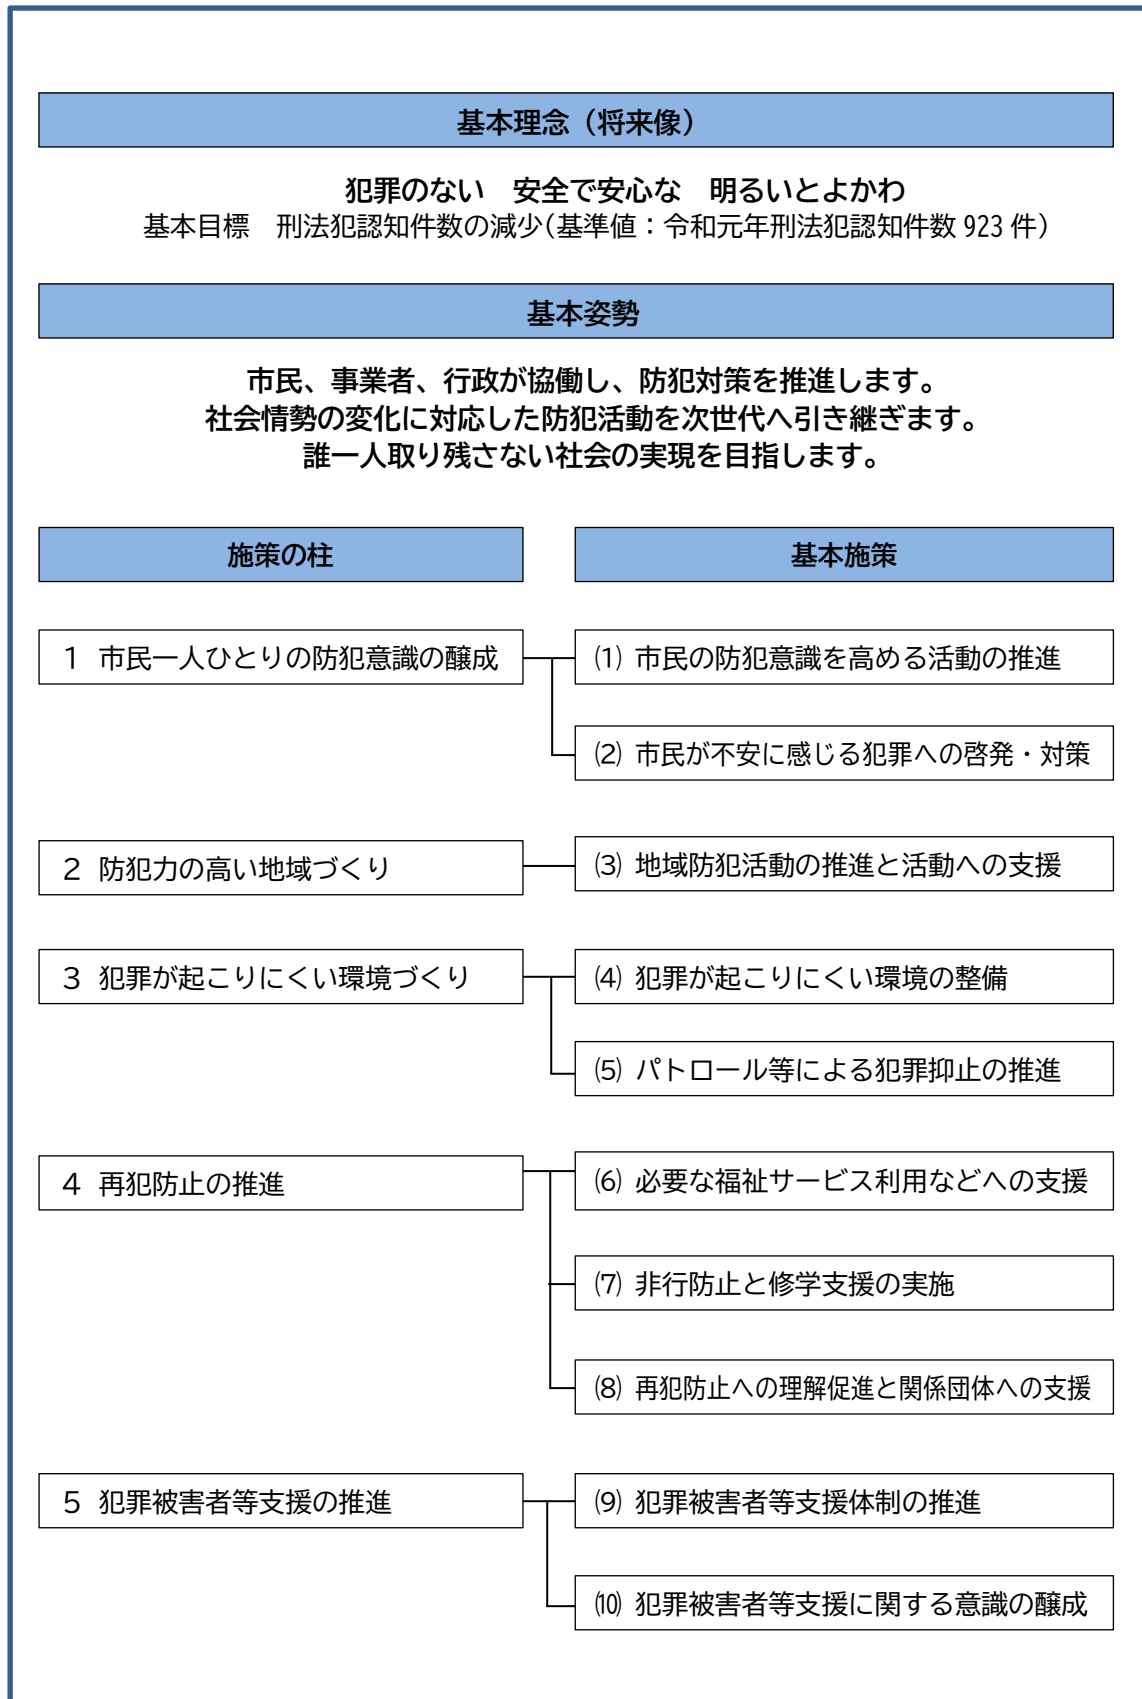 基本理念（将来像）
犯罪のない　安全で安心な　明るいとよかわ
基本目標　刑法犯認知件数の減少(基準値：令和元年刑法犯認知件数 923 件)
基本姿勢
市民、事業者、行政が協働し、防犯対策を推進します。
社会情勢の変化に対応した防犯活動を次世代へ引き継ぎます。
誰一人取り残さない社会の実現を目指します。
施策の柱
基本施策
1 市民一人ひとりの防犯意識の醸成
⑴ 市民の防犯意識を高める活動の推進
⑵ 市民が不安に感じる犯罪への啓発・対策
2 防犯力の高い地域づくり
⑶ 地域防犯活動の推進と活動への支援
3 犯罪が起こりにくい環境づくり
⑷ 犯罪が起こりにくい環境の整備
⑸ パトロール等による犯罪抑止の推進
4 再犯防止の推進
⑹ 必要な福祉サービス利用などへの支援
⑺ 非行防止と修学支援の実施
⑻ 再犯防止への理解促進と関係団体への支援
5 犯罪被害者等支援の推進
⑼ 犯罪被害者等支援体制の推進
⑽ 犯罪被害者等支援に関する意識の醸成